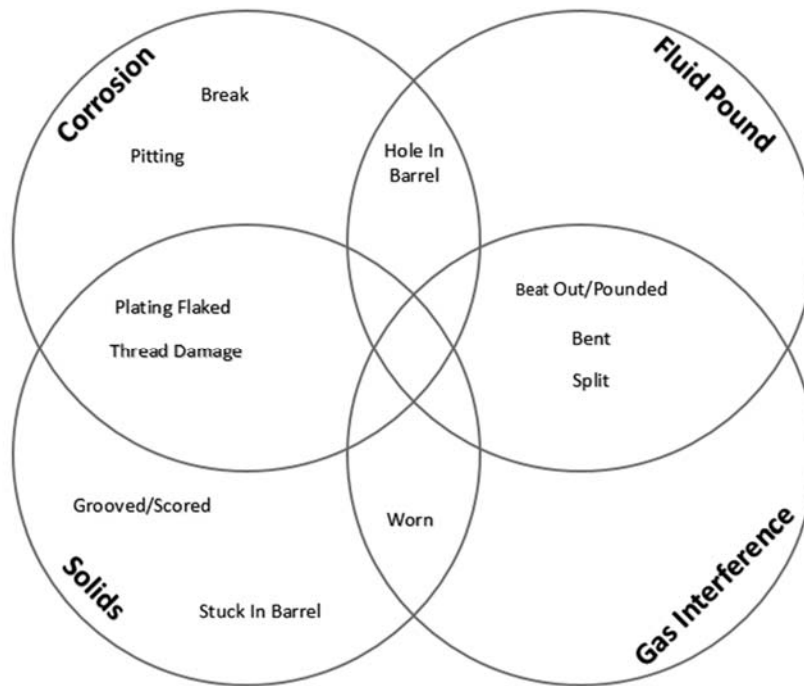 Corrosion
Fluid Pound
Break
Pitting
Hole In
Barrel
Plating Flaked
Thread Damage
Beat Out/Pounded
Bent
Split
Grooved/Scored
Worn
Stuck In Barrel
Solids
Gas Interference